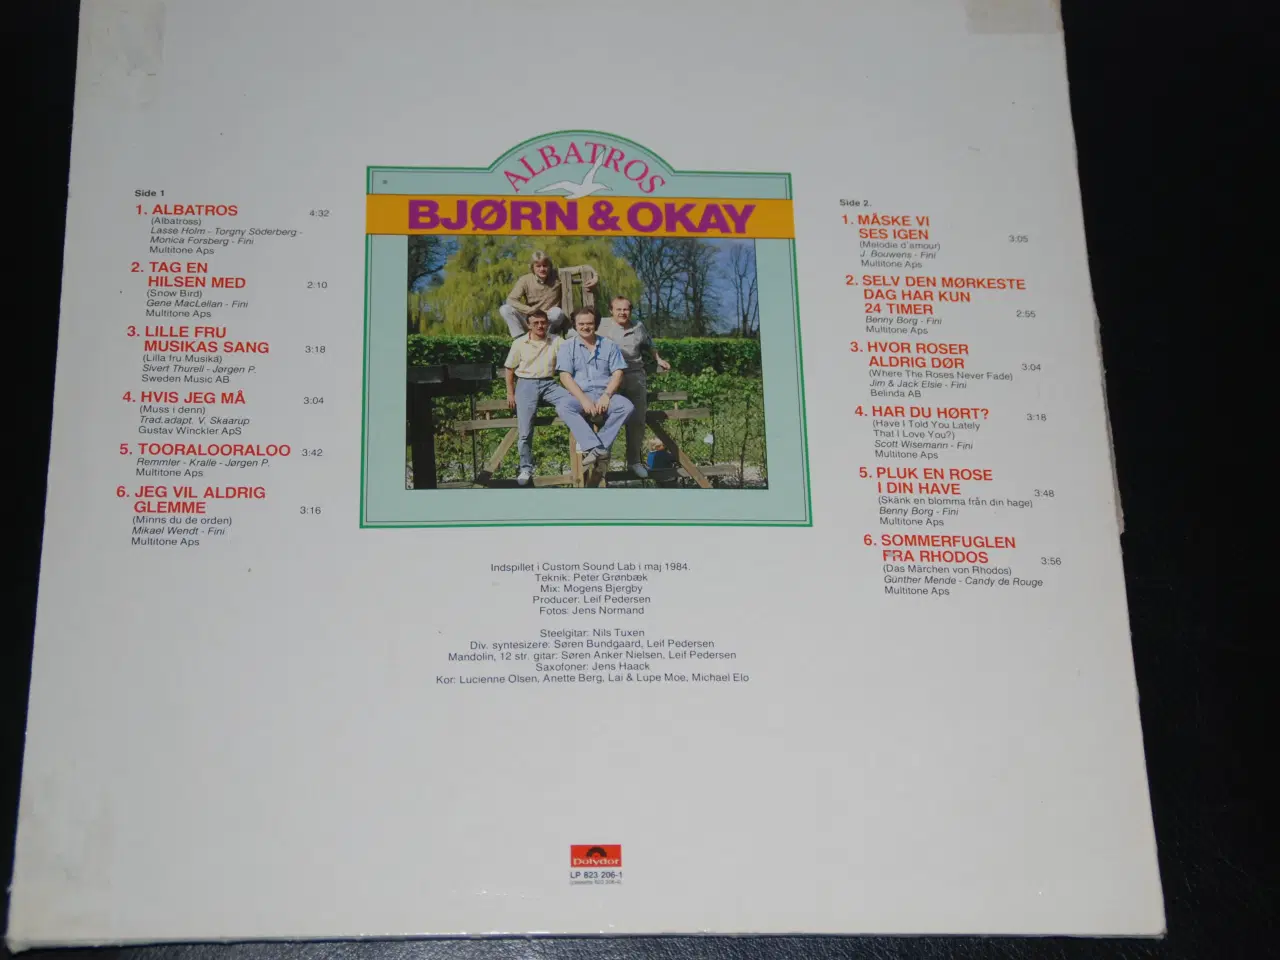 ALBATROS
BJØRN & OKAY
Side 1
1. ALBATROS 4:32
(Albatross)
Lasse Holm - Torgny Söderberg -
Monica Forsberg - Fini
Multitone Aps
2. TAG EN
HILSEN MED 2:10
(Snow Bird)
Gene MacLellan - Fini
Multitone Aps
3. LILLE FRU
MUSIKAS SANG 3:18
(Lilla fru Musika)
Sivert Thurell - Jørgen P.
Sweden Music AB
4. HVIS JEG MÅ 3:04
(Muss i denn)
Trad.adapt. V. Skaarup
Gustav Winckler ApS
5. TOORALOORALOO 3:42
Remmler - Kralle - Jørgen P.
Multitone Aps
6. JEG VIL ALDRIG
GLEMME 3:16
(Minns du de orden)
Mikael Wendt - Fini
Multitone Aps
Side 2.
1. MÅSKE VI
SES IGEN 3:05
(Melodie d'amour)
J. Bouwens - Fini
Multitone Aps
2. SELV DEN MØRKESTE
DAG HAR KUN
24 TIMER 2:55
Benny Borg - Fini
Multitone Aps
3. HVOR ROSER
ALDRIG DØR 3.04
(Where The Roses Never Fade)
Jim & Jack Elsie - Fini
Belinda AB
4. HAR DU HØRT? 3:18
(Have I Told You Lately
That I Love You?)
Scott Wisemann - Fini
Multitone Aps
5. PLUK EN ROSE
I DIN HAVE 3:48
(Skänk en blomma från din hage)
Benny Borg - Fini
Multitone Aps
6. SOMMERFUGLEN
FRA RHODOS 3:56
(Das Märchen von Rhodos)
Günther Mende - Candy de Rouge
Multitone Aps
Indspillet i Custom Sound Lab i maj 1984.
Teknik: Peter Grønbæk
Mix: Mogens Bjergby
Producer: Leif Pedersen
Fotos: Jens Normand
Steelgitar: Nils Tuxen
Div. syntesizere: Søren Bundgaard, Leif Pedersen
Mandolin, 12 str. gitar: Søren Anker Nielsen, Leif Pedersen
Saxofoner: Jens Haack
Kor: Lucienne Olsen, Anette Berg, Lai & Lupe Moe, Michael Elo
Polydor
LP 823 206-1
(cassette 823 206-4)